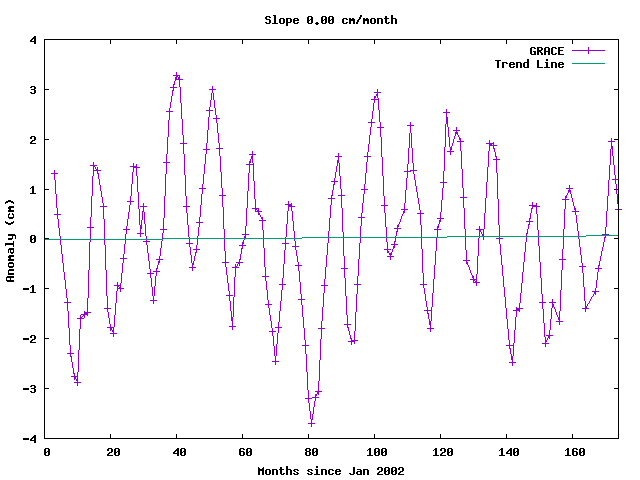 Slope 0.00 cm/month
GRACE
Trend Line
4
3
2
1
0
-1
-2
-3
-4
Anomaly (cm)
0 20 40 60 80 100 120 140 160
Months since Jan 2002